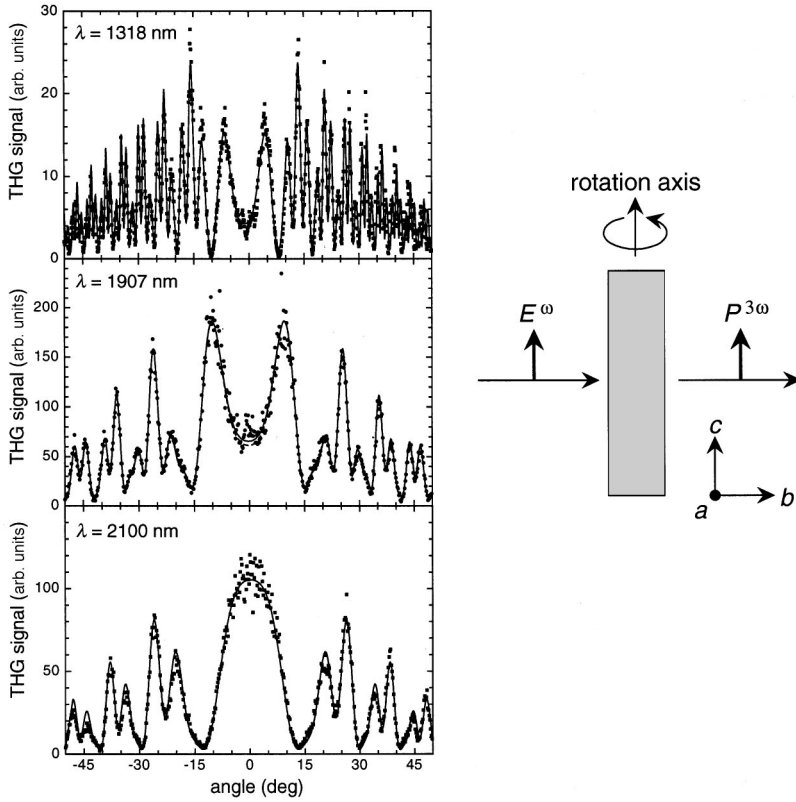 30
λ = 1318 nm
20
10
0
THG signal (arb. units)
λ = 1907 nm
200
150
100
50
0
THG signal (arb. units)
λ = 2100 nm
100
50
0
THG signal (arb. units)
-45 -30 -15 0 15 30 45
angle (deg)
rotation axis
E^ω
P^3ω
c
a
b